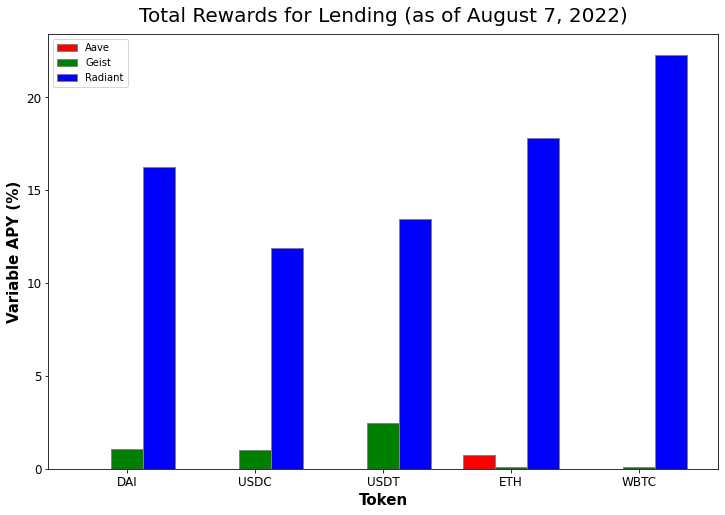 Total Rewards for Lending (as of August 7, 2022)
Aave
Geist
Radiant
Variable APY (%)
20
15
10
5
0
DAI
USDC
USDT
ETH
WBTC
Token